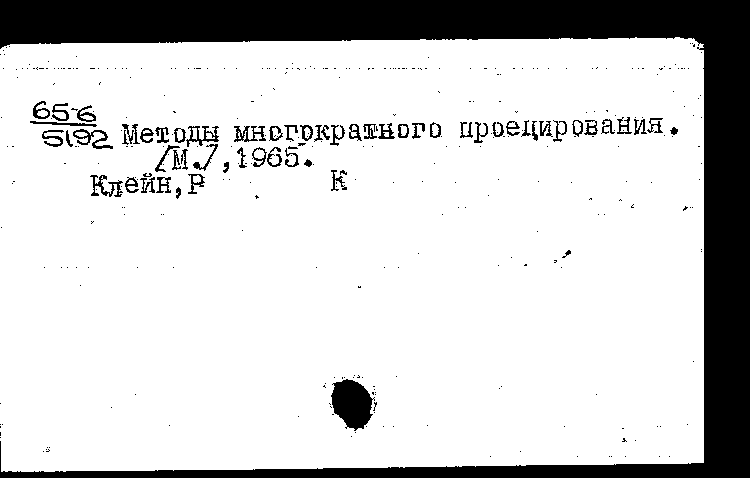 65-6
5192 Методы многократного проецирования.
/М./,1965.
Клейн,Р К